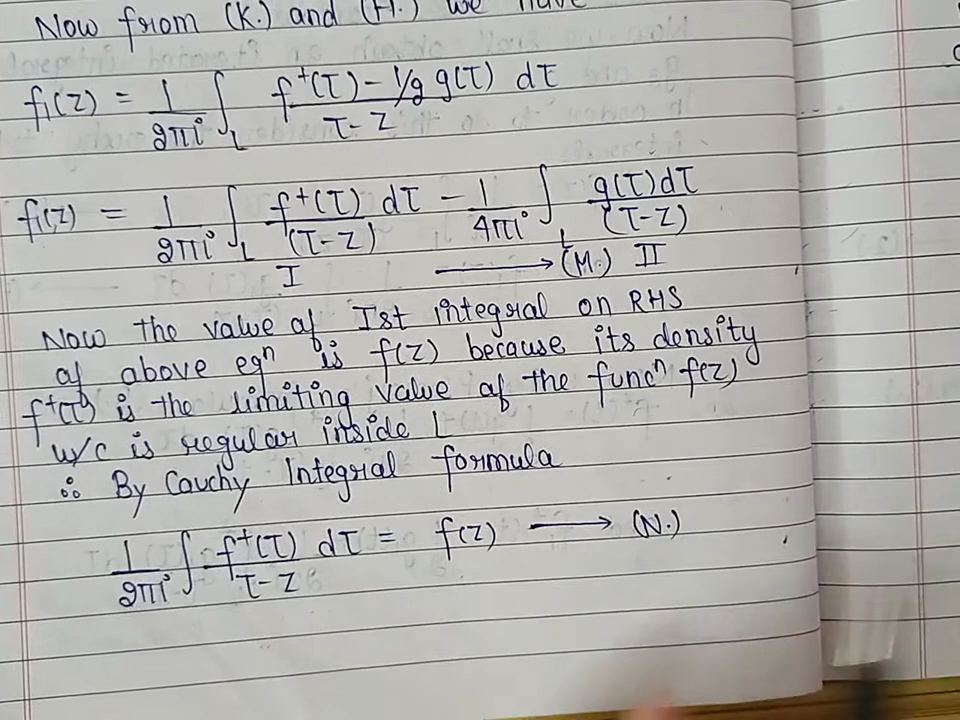 Now from (K.) and (H.) we have
f₁(z) = 1/2πi ∫_L f⁺(τ) - 1/2 g(τ) dτ / τ - z
f₁(z) = 1/2πi ∫_L f⁺(τ) dτ / (τ - z) - 1/4πi ∫_L g(τ)dτ / (τ - z)
I ⟶ (M.) II
Now the value of Ist integral on RHS
of above eqⁿ is f(z) because its density
f⁺(τ) is the limiting value of the funcⁿ f(z)
w/c is regular inside L
∴ By Cauchy Integral formula
1/2πi ∫ f⁺(τ) dτ / τ - z = f(z) ⟶ (N.)